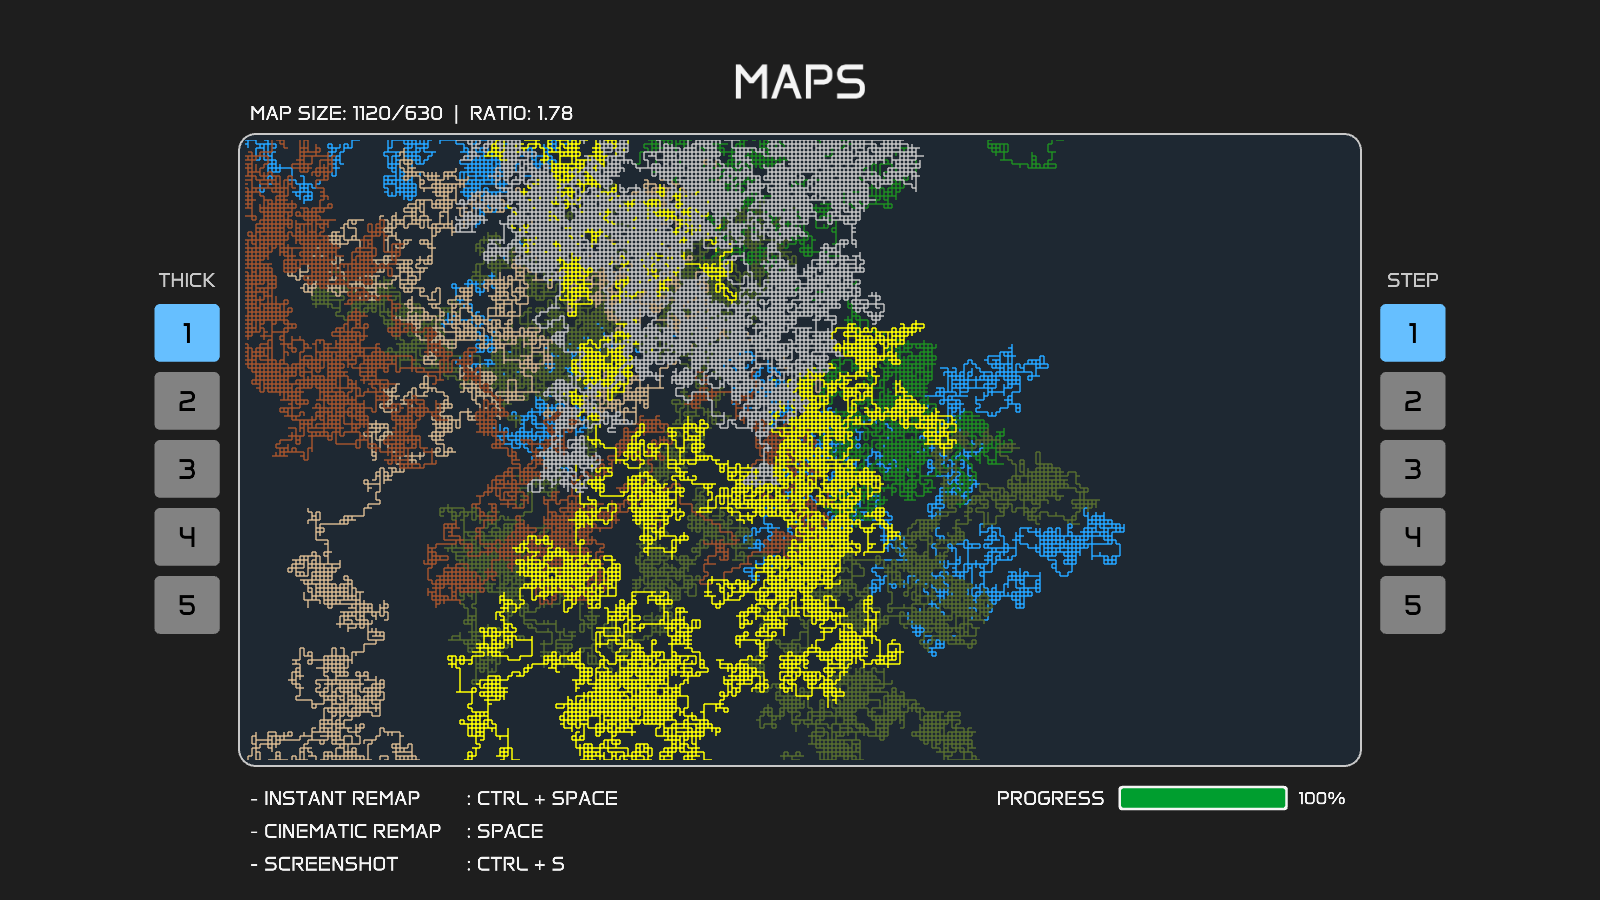 MAPS
MAP SIZE: 1120/630 | RATIO: 1.78
THICK
1
2
3
4
5
STEP
1
2
3
4
5
- INSTANT REMAP : CTRL + SPACE
- CINEMATIC REMAP : SPACE
- SCREENSHOT : CTRL + S
PROGRESS 100%